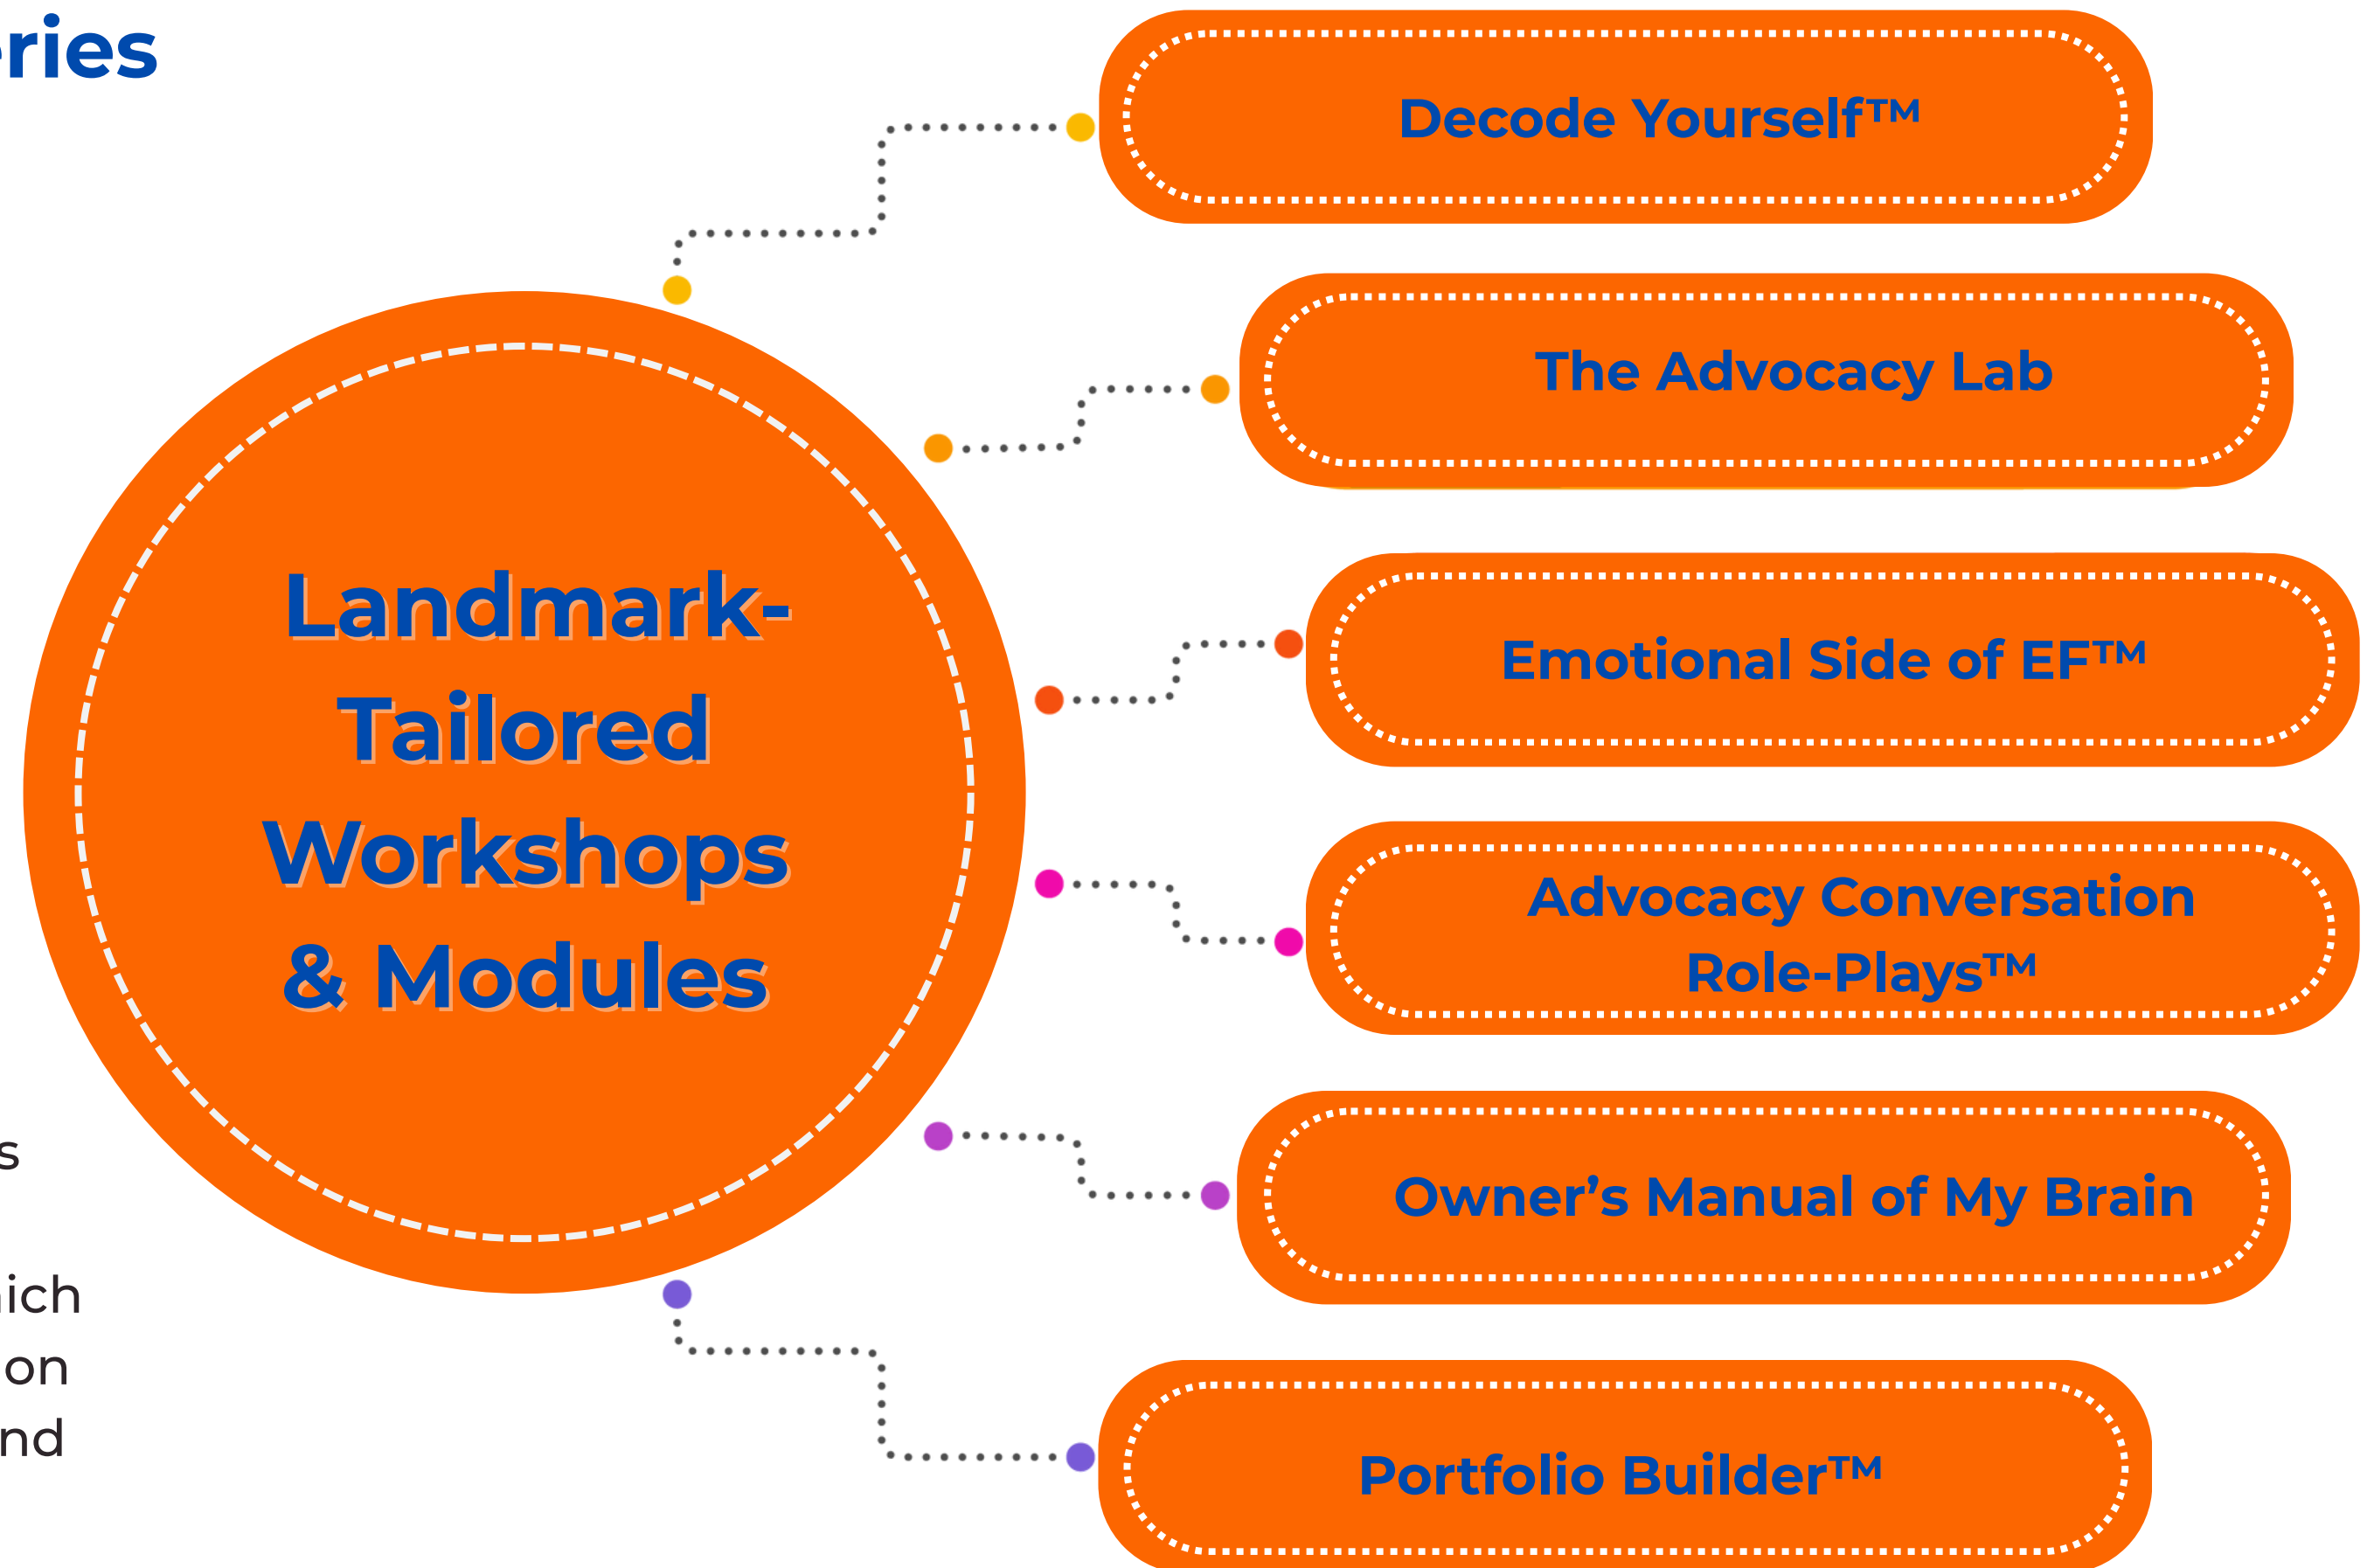 eries
Decode Yourself™
The Advocacy Lab
Emotional Side of EF™
Landmark-
Tailored
Workshops
& Modules
Advocacy Conversation
Role-Plays™
Owner’s Manual of My Brain
Portfolio Builder™
s
ich
on
nd